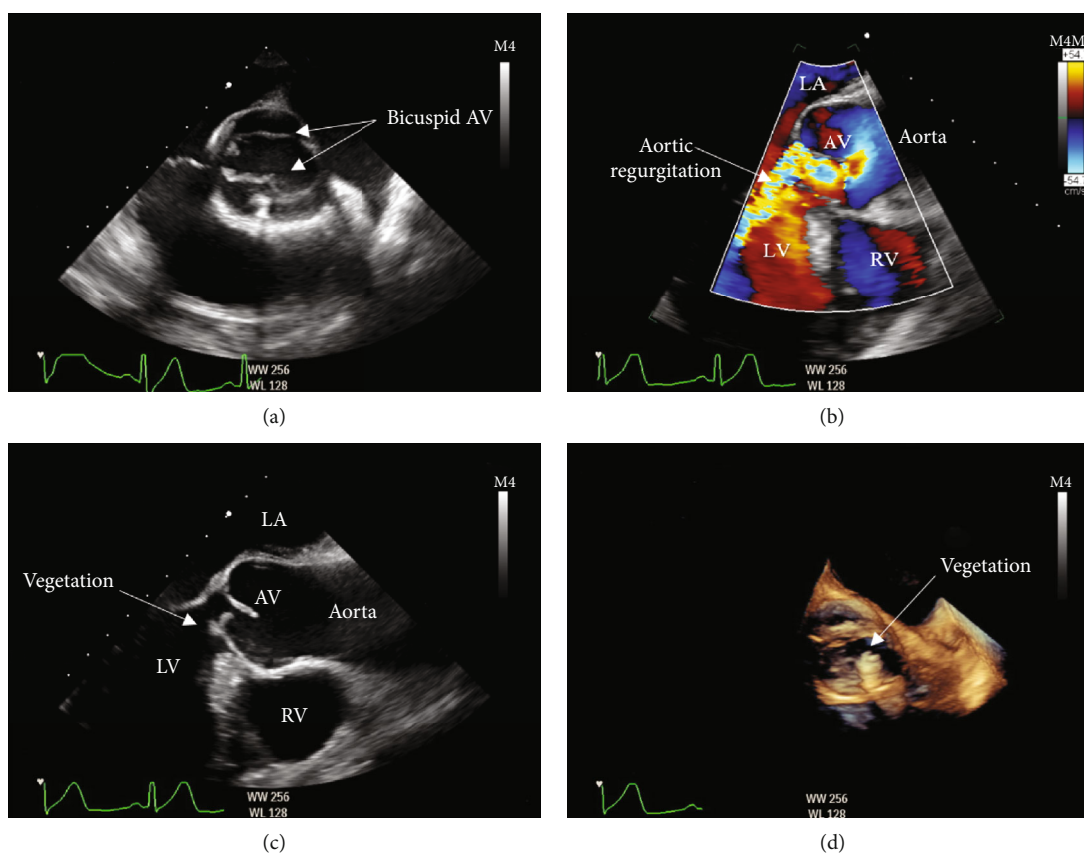 M4
Bicuspid AV
WW 256
WL 128
(a)
M4M
+54.
LA
AV
Aorta
Aortic
regurgitation
LV
RV
cm/s
WW 256
WL 128
(b)
M4
LA
Vegetation
AV
Aorta
LV
RV
WW 256
WL 128
(c)
M4
Vegetation
WW 256
WL 128
(d)